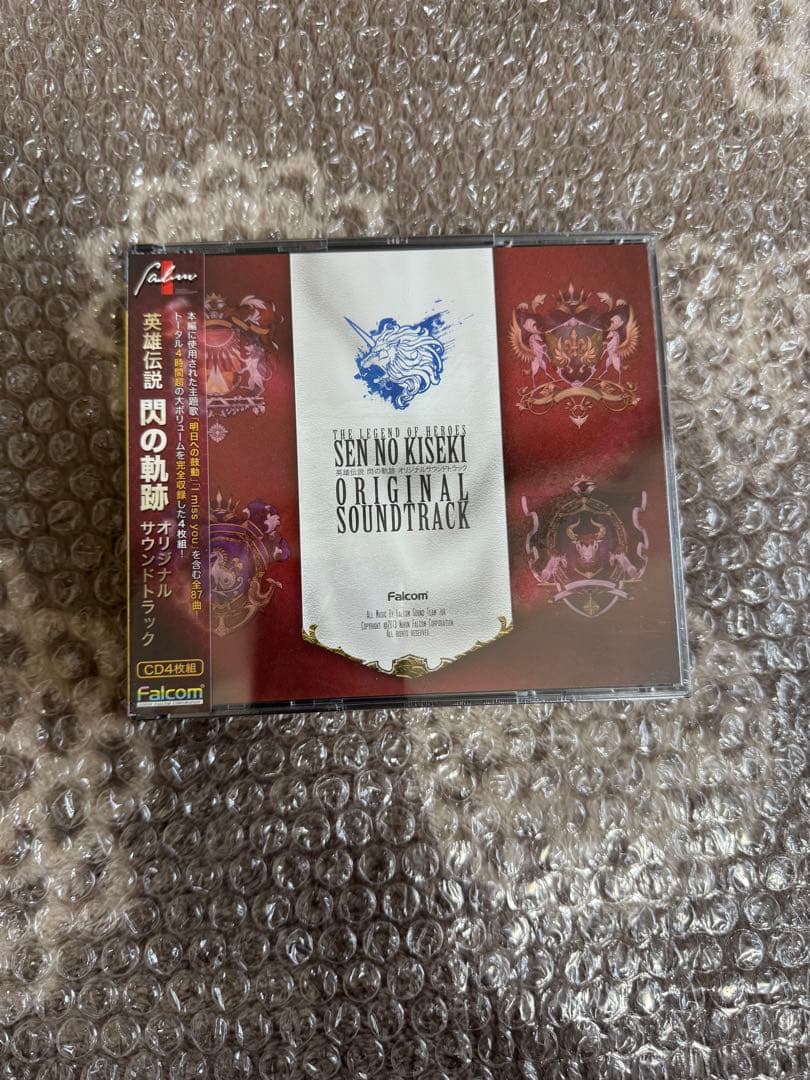 falcom
英雄伝説 閃の軌跡 オリジナル
サウンドトラック
本編に使用された主題歌「明日への鼓動」「I miss you」を含む全87曲!
トータル4時間超の大ボリュームを完全収録した4枚組!
CD4枚組
Falcom
THE LEGEND OF HEROES
SEN NO KISEKI
英雄伝説 閃の軌跡 オリジナルサウンドトラック
ORIGINAL
SOUNDTRACK
Falcom
ALL MUSIC BY FALCOM SOUND TEAM JDK
COPYRIGHT ©2013 NIHON FALCOM CORPORATION.
ALL RIGHTS RESERVED.